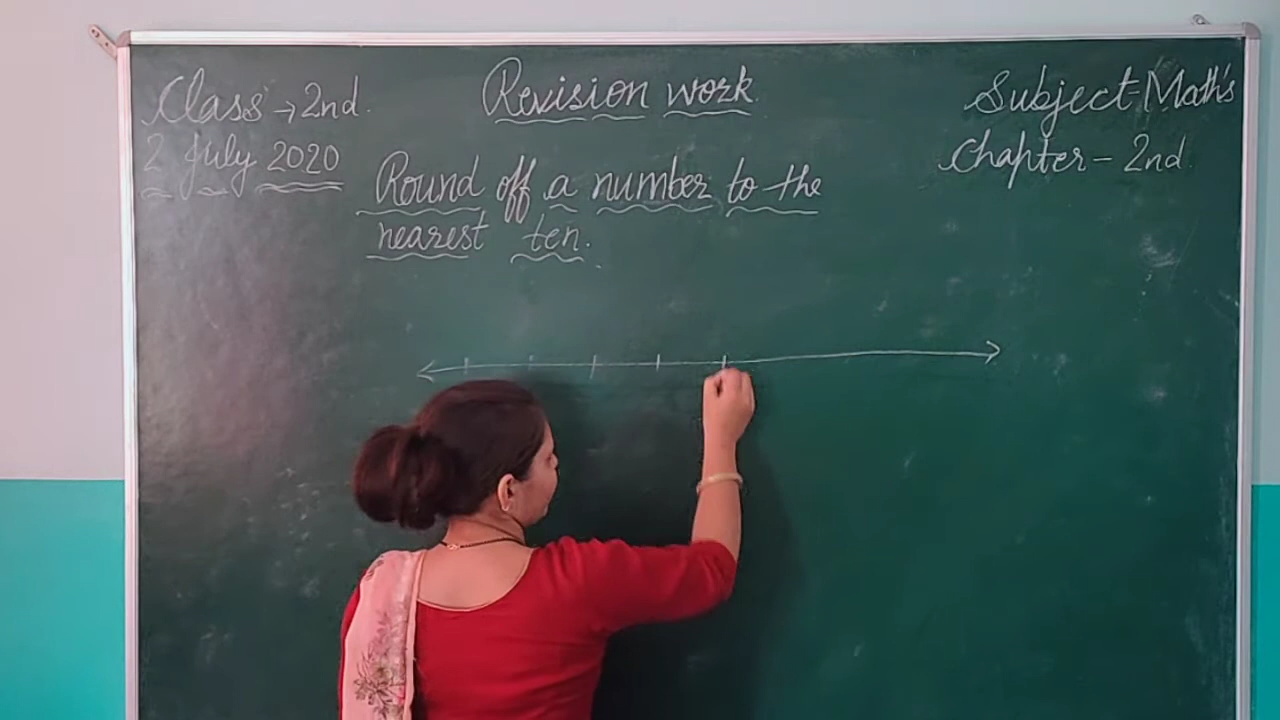 Class → 2nd.
Revision work.
Subject-Math's
2 July 2020
Chapter - 2nd.
Round off a number to the
nearest ten.